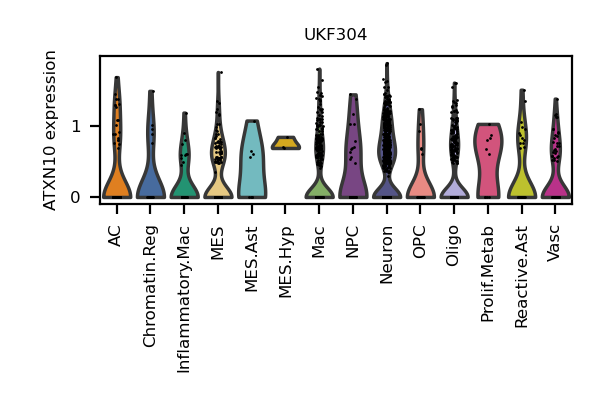 UKF304
ATXN10 expression
1
0
AC
Chromatin.Reg
Inflammatory.Mac
MES
MES.Ast
MES.Hyp
Mac
NPC
Neuron
OPC
Oligo
Prolif.Metab
Reactive.Ast
Vasc